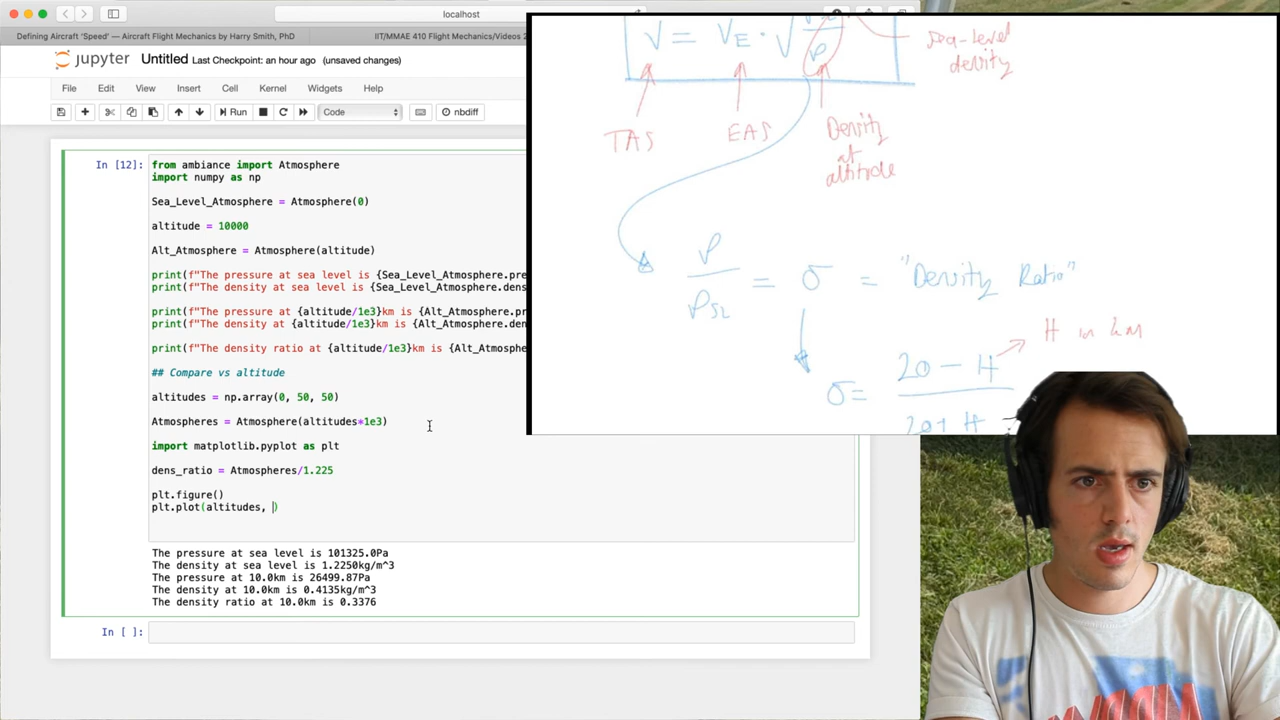 localhost
Defining Aircraft 'Speed' — Aircraft Flight Mechanics by Harry Smith, PhD
IIT/MMAE 410 Flight Mechanics/Videos 2
jupyter Untitled Last Checkpoint: an hour ago (unsaved changes)
File Edit View Insert Cell Kernel Widgets Help
Run Code nbdiff
In [12]:
from ambiance import Atmosphere
import numpy as np
Sea_Level_Atmosphere = Atmosphere(0)
altitude = 10000
Alt_Atmosphere = Atmosphere(altitude)
print(f"The pressure at sea level is {Sea_Level_Atmosphere.pre
print(f"The density at sea level is {Sea_Level_Atmosphere.dens
print(f"The pressure at {altitude/1e3}km is {Alt_Atmosphere.pr
print(f"The density at {altitude/1e3}km is {Alt_Atmosphere.den
print(f"The density ratio at {altitude/1e3}km is {Alt_Atmosphe
## Compare vs altitude
altitudes = np.array(0, 50, 50)
Atmospheres = Atmosphere(altitudes*1e3)
import matplotlib.pyplot as plt
dens_ratio = Atmospheres/1.225
plt.figure()
plt.plot(altitudes, )
The pressure at sea level is 101325.0Pa
The density at sea level is 1.2250kg/m^3
The pressure at 10.0km is 26499.87Pa
The density at 10.0km is 0.4135kg/m^3
The density ratio at 10.0km is 0.3376
In [ ]:
V = VE · √
ρ
sea-level
density
TAS
EAS
Density
at
altitude
ρ
ρSL
= σ = "Density Ratio"
H in km
σ = 20 - H
20 + H